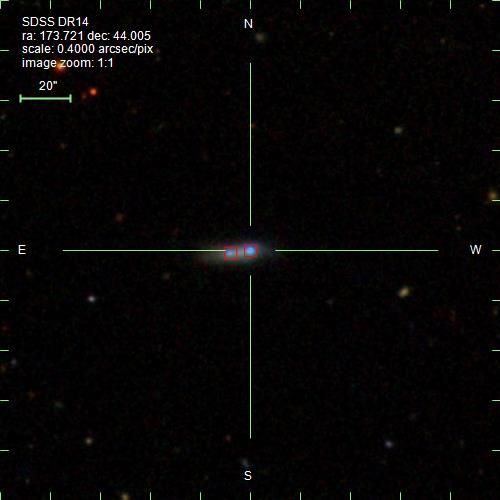 SDSS DR14
ra: 173.721 dec: 44.005
scale: 0.4000 arcsec/pix
image zoom: 1:1
20"
N
E
W
S